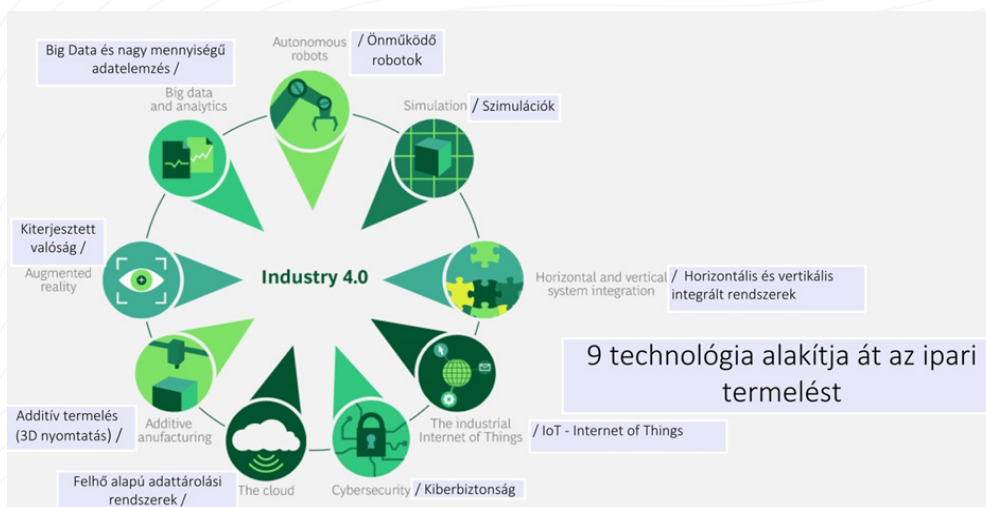 Big Data és nagy mennyiségű
adatelemzés /
Big data
and analytics
Autonomous
robots
/ Önműködő
robotok
Simulation
/ Szimulációk
Kiterjesztett
valóság /
Augmented
reality
Industry 4.0
Horizontal and vertical
system integration
/ Horizontális és vertikális
integrált rendszerek
9 technológia alakítja át az ipari
termelést
Additív termelés
(3D nyomtatás) /
Additive
anufacturing
The industrial
Internet of Things
/ IoT - Internet of Things
Felhő alapú adattárolási
rendszerek /
The cloud
Cybersecurity
/ Kiberbiztonság